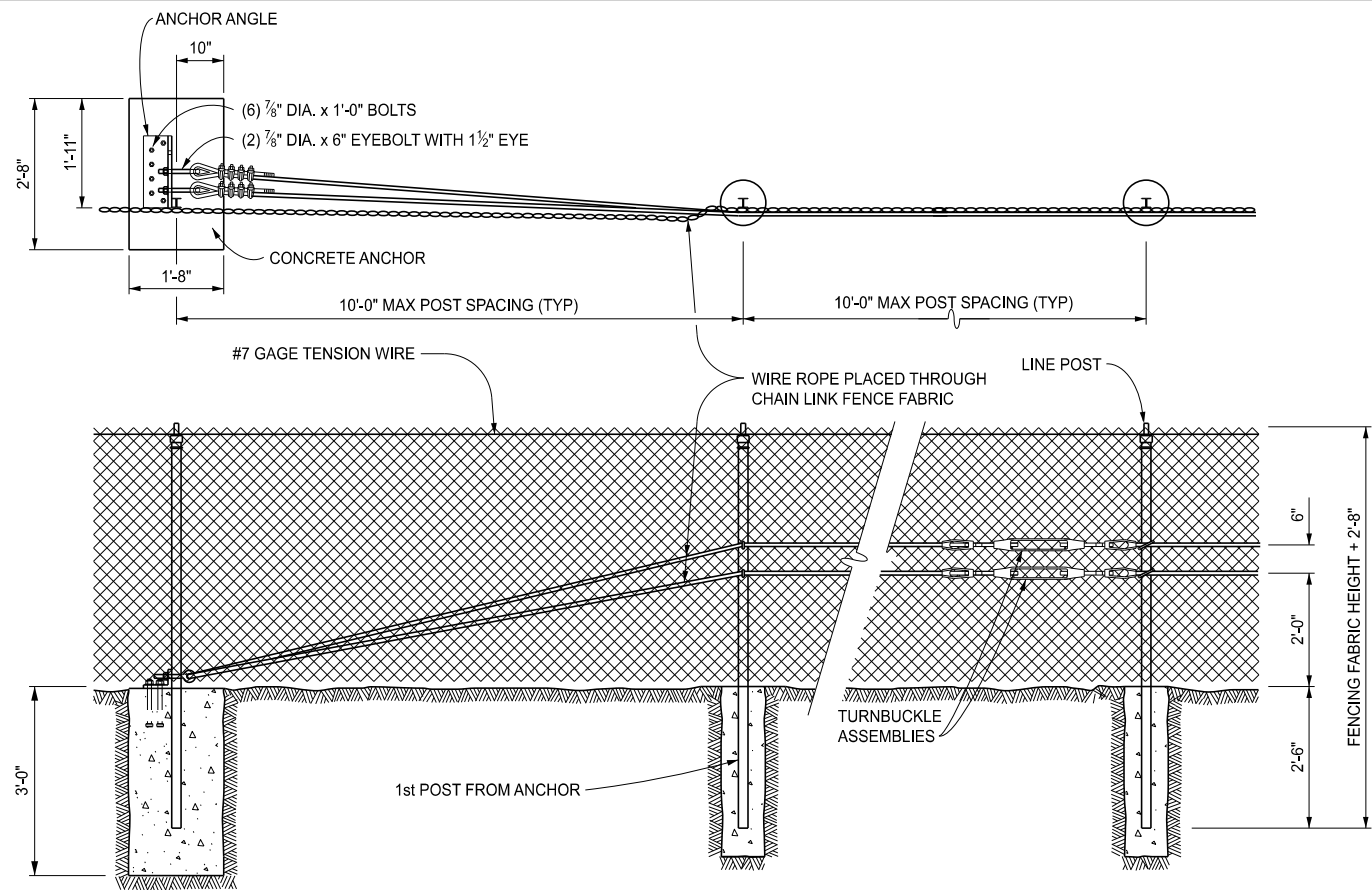 ANCHOR ANGLE
10"
(6) ⅞" DIA. x 1'-0" BOLTS
(2) ⅞" DIA. x 6" EYEBOLT WITH 1½" EYE
2'-8"
1'-11"
CONCRETE ANCHOR
1'-8"
10'-0" MAX POST SPACING (TYP)
10'-0" MAX POST SPACING (TYP)
#7 GAGE TENSION WIRE
WIRE ROPE PLACED THROUGH
CHAIN LINK FENCE FABRIC
LINE POST
6"
2'-0"
FENCING FABRIC HEIGHT + 2'-8"
TURNBUCKLE
ASSEMBLIES
2'-6"
3'-0"
1st POST FROM ANCHOR